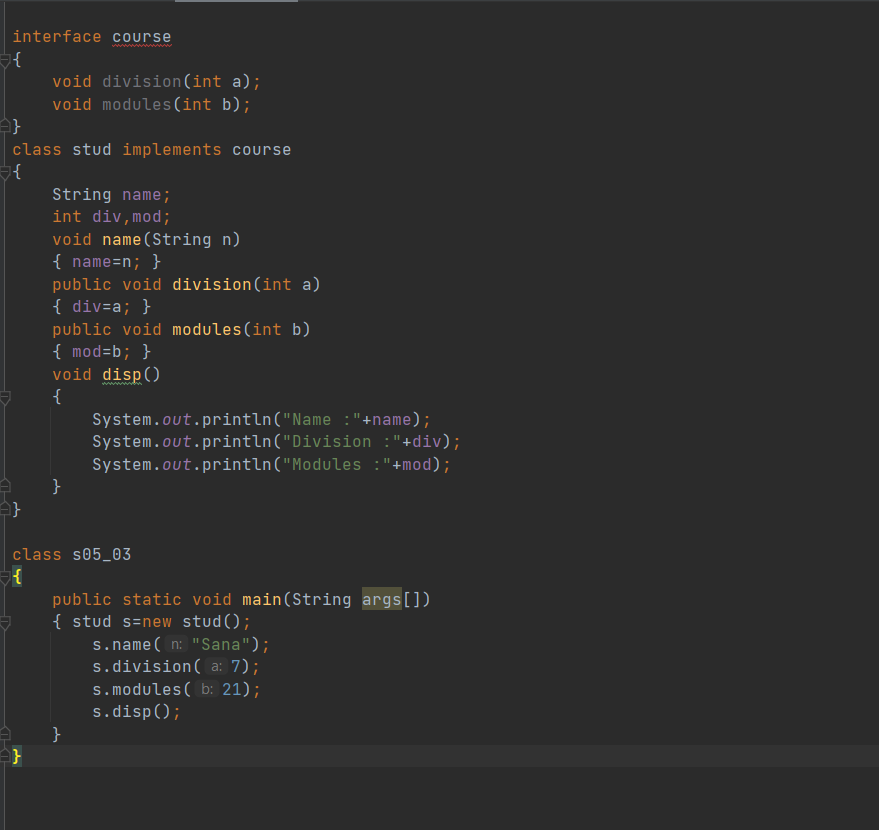 interface course
{
    void division(int a);
    void modules(int b);
}
class stud implements course
{
    String name;
    int div,mod;
    void name(String n)
    { name=n; }
    public void division(int a)
    { div=a; }
    public void modules(int b)
    { mod=b; }
    void disp()
    {
        System.out.println("Name :"+name);
        System.out.println("Division :"+div);
        System.out.println("Modules :"+mod);
    }
}

class s05_03
{
    public static void main(String args[])
    { stud s=new stud();
        s.name( n: "Sana");
        s.division( a: 7);
        s.modules( b: 21);
        s.disp();
    }
}